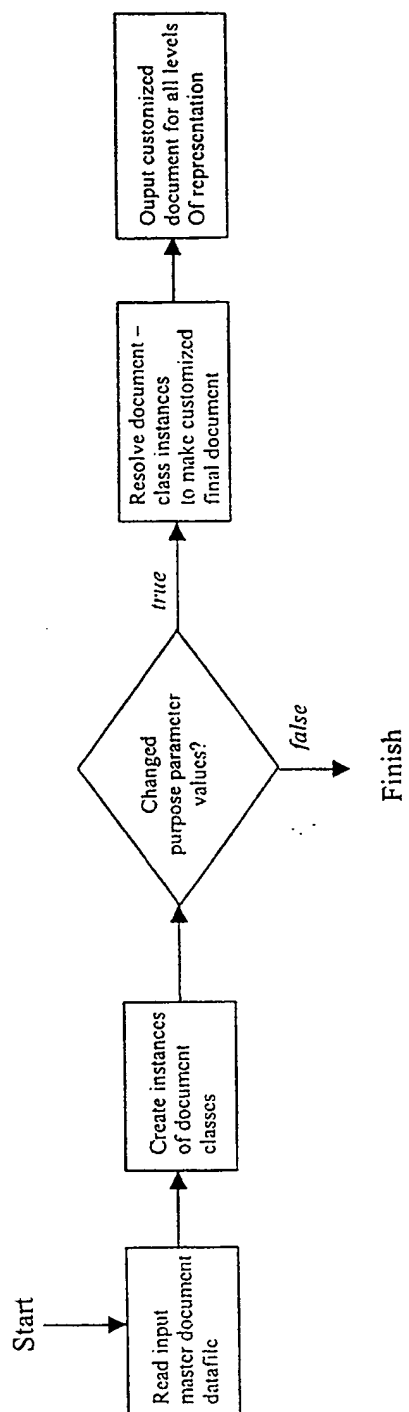 Start
Read input
master document
datafile
Create instances
of document
classes
Changed
purpose parameter
values?
true
false
Finish
Resolve document –
class instances
to make customized
final document
Ouput customized
document for all levels
Of representation